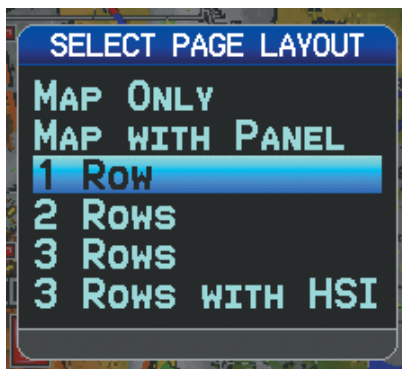 SELECT PAGE LAYOUT
MAP ONLY
MAP WITH PANEL
1 ROW
2 ROWS
3 ROWS
3 ROWS WITH HSI